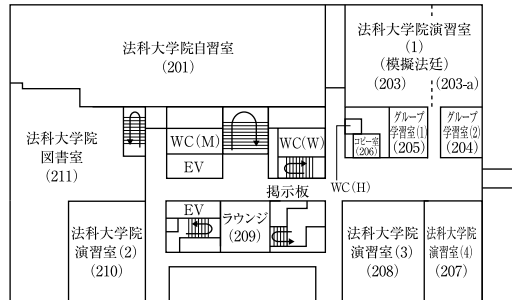 法科大学院自習室
(201)
法科大学院演習室
(1)
(模擬法廷)
(203) (203-a)
法科大学院
図書室
(211)
WC(M)
EV
WC(W)
コピー室
(206)
グループ
学習室(1)
(205)
グループ
学習室(2)
(204)
掲示板
WC(H)
EV
ラウンジ
(209)
法科大学院
演習室(2)
(210)
法科大学院
演習室(3)
(208)
法科大学院
演習室(4)
(207)